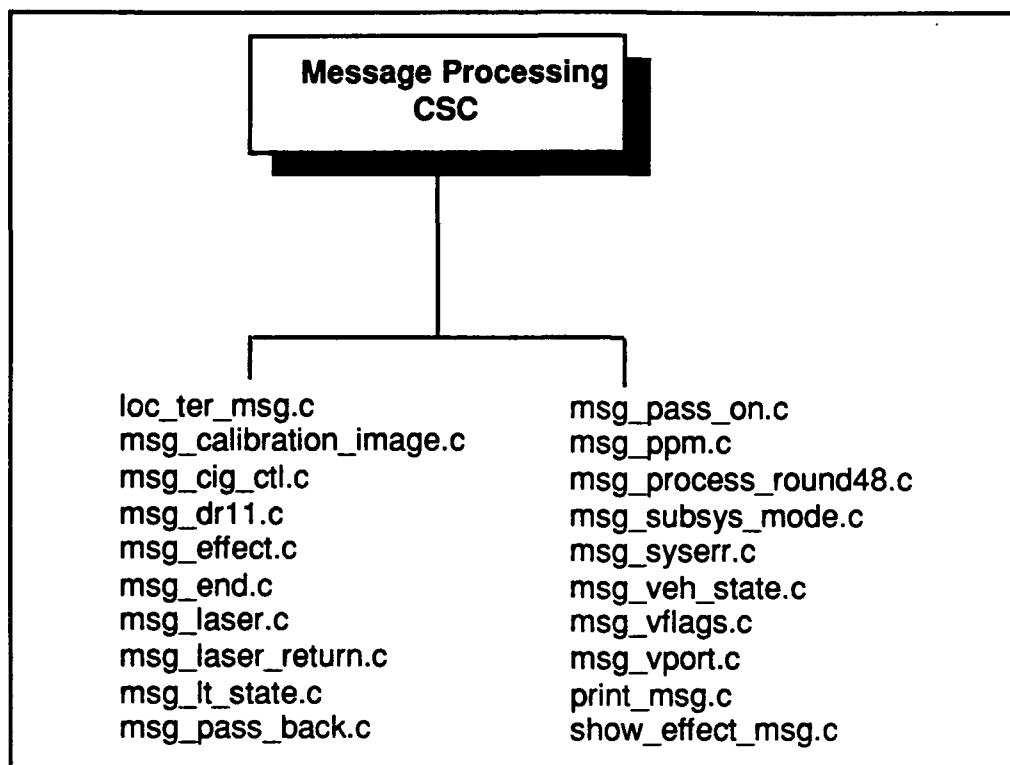 Message Processing
CSC
loc_ter_msg.c
msg_calibration_image.c
msg_cig_ctl.c
msg_dr11.c
msg_effect.c
msg_end.c
msg_laser.c
msg_laser_return.c
msg_lt_state.c
msg_pass_back.c
msg_pass_on.c
msg_ppm.c
msg_process_round48.c
msg_subsys_mode.c
msg_syserr.c
msg_veh_state.c
msg_vflags.c
msg_vport.c
print_msg.c
show_effect_msg.c